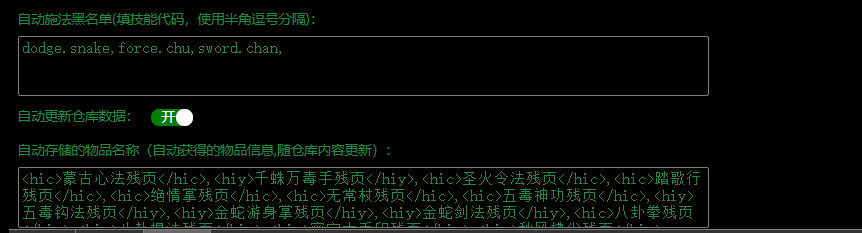 自动施法黑名单(填技能代码，使用半角逗号分隔)：
dodge.snake,force.chu,sword.chan,
自动更新仓库数据： 开
自动存储的物品名称（自动获得的物品信息,随仓库内容更新）：
<hic>蒙古心法残页</hic>,<hiy>千蛛万毒手残页</hiy>,<hic>圣火令法残页</hic>,<hic>踏歌行
残页</hic>,<hic>绝情掌残页</hic>,<hic>无常杖残页</hic>,<hic>五毒神功残页</hic>,<hiy>
五毒钩法残页</hiy>,<hiy>金蛇游身掌残页</hiy>,<hiy>金蛇剑法残页</hiy>,<hic>八卦拳残页